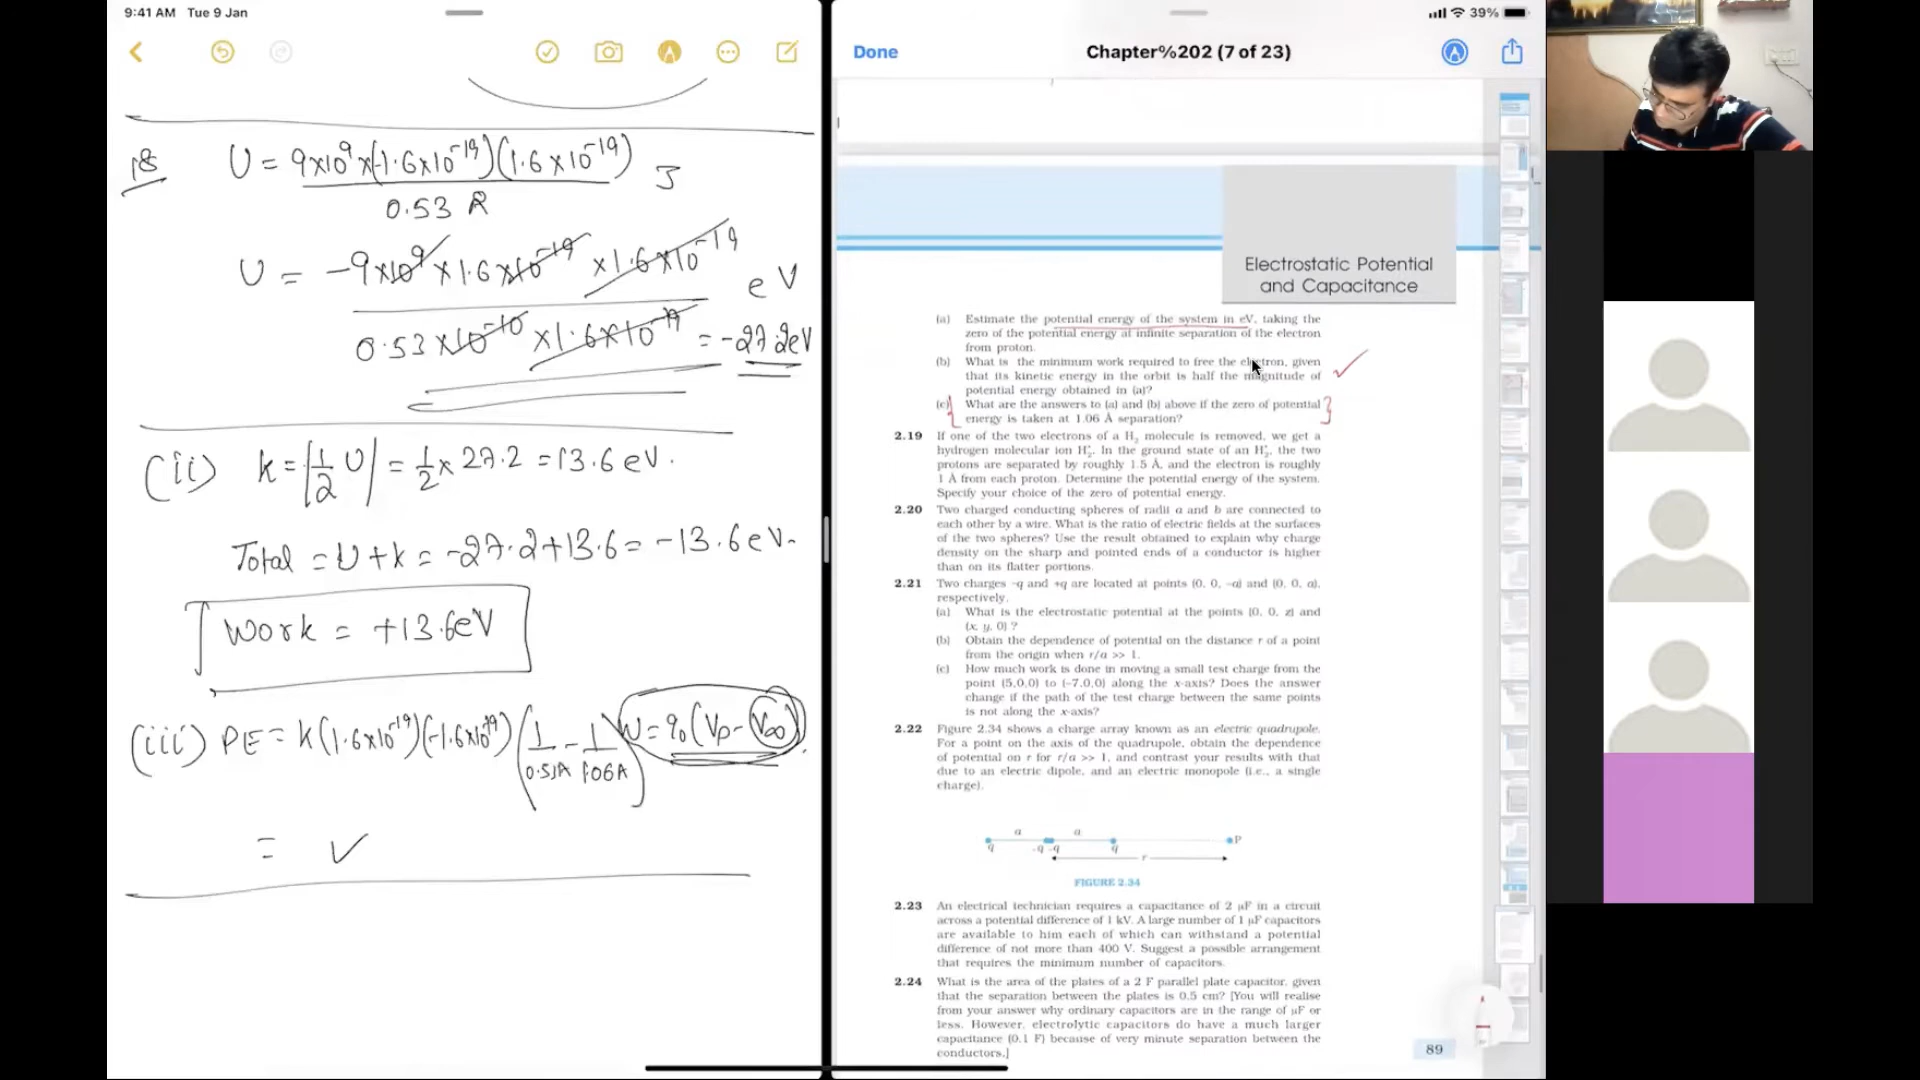 9:41 AM Tue 9 Jan
18 U = 9x10⁹x(-1.6x10⁻¹⁹)(1.6x10⁻¹⁹) J
0.53 Å
U = -9x10⁹x1.6x10⁻¹⁹x1.6x10⁻¹⁹ eV
0.53x10⁻¹⁰x1.6x10⁻¹⁹ = -27.2eV
(ii) k = |1/2 U| = 1/2 x 27.2 = 13.6 eV.
Total = U + k = -27.2+13.6 = -13.6 eV.
Work = +13.6eV
(iii) PE = k(1.6x10⁻¹⁹)(-1.6x10⁻¹⁹)(1/0.53Å - 1/1.06Å) W = q₀(Vp - V∞)
= ✓
39%
Done
Chapter%202 (7 of 23)
Electrostatic Potential
and Capacitance
(a) Estimate the potential energy of the system in eV, taking the
zero of the potential energy at infinite separation of the electron
from proton.
(b) What is the minimum work required to free the electron, given
that its kinetic energy in the orbit is half the magnitude of
potential energy obtained in (a)?
(c) What are the answers to (a) and (b) above if the zero of potential
energy is taken at 1.06 Å separation?
2.19 If one of the two electrons of a H₂ molecule is removed, we get a
hydrogen molecular ion H₂⁺. In the ground state of an H₂⁺, the two
protons are separated by roughly 1.5 Å, and the electron is roughly
1 Å from each proton. Determine the potential energy of the system.
Specify your choice of the zero of potential energy.
2.20 Two charged conducting spheres of radii a and b are connected to
each other by a wire. What is the ratio of electric fields at the surfaces
of the two spheres? Use the result obtained to explain why charge
density on the sharp and pointed ends of a conductor is higher
than on its flatter portions.
2.21 Two charges -q and +q are located at points (0, 0, -a) and (0, 0, a),
respectively.
(a) What is the electrostatic potential at the points (0, 0, z) and
(x, y, 0) ?
(b) Obtain the dependence of potential on the distance r of a point
from the origin when r/a >> 1.
(c) How much work is done in moving a small test charge from the
point (5,0,0) to (-7,0,0) along the x-axis? Does the answer
change if the path of the test charge between the same points
is not along the x-axis?
2.22 Figure 2.34 shows a charge array known as an electric quadrupole.
For a point on the axis of the quadrupole, obtain the dependence
of potential on r for r/a >> 1, and contrast your results with that
due to an electric dipole, and an electric monopole (i.e., a single
charge).
a a
q -q -q q P
r
FIGURE 2.34
2.23 An electrical technician requires a capacitance of 2 µF in a circuit
across a potential difference of 1 kV. A large number of 1 µF capacitors
are available to him each of which can withstand a potential
difference of not more than 400 V. Suggest a possible arrangement
that requires the minimum number of capacitors.
2.24 What is the area of the plates of a 2 F parallel plate capacitor, given
that the separation between the plates is 0.5 cm? [You will realise
from your answer why ordinary capacitors are in the range of µF or
less. However, electrolytic capacitors do have a much larger
capacitance (0.1 F) because of very minute separation between the
conductors.]
89